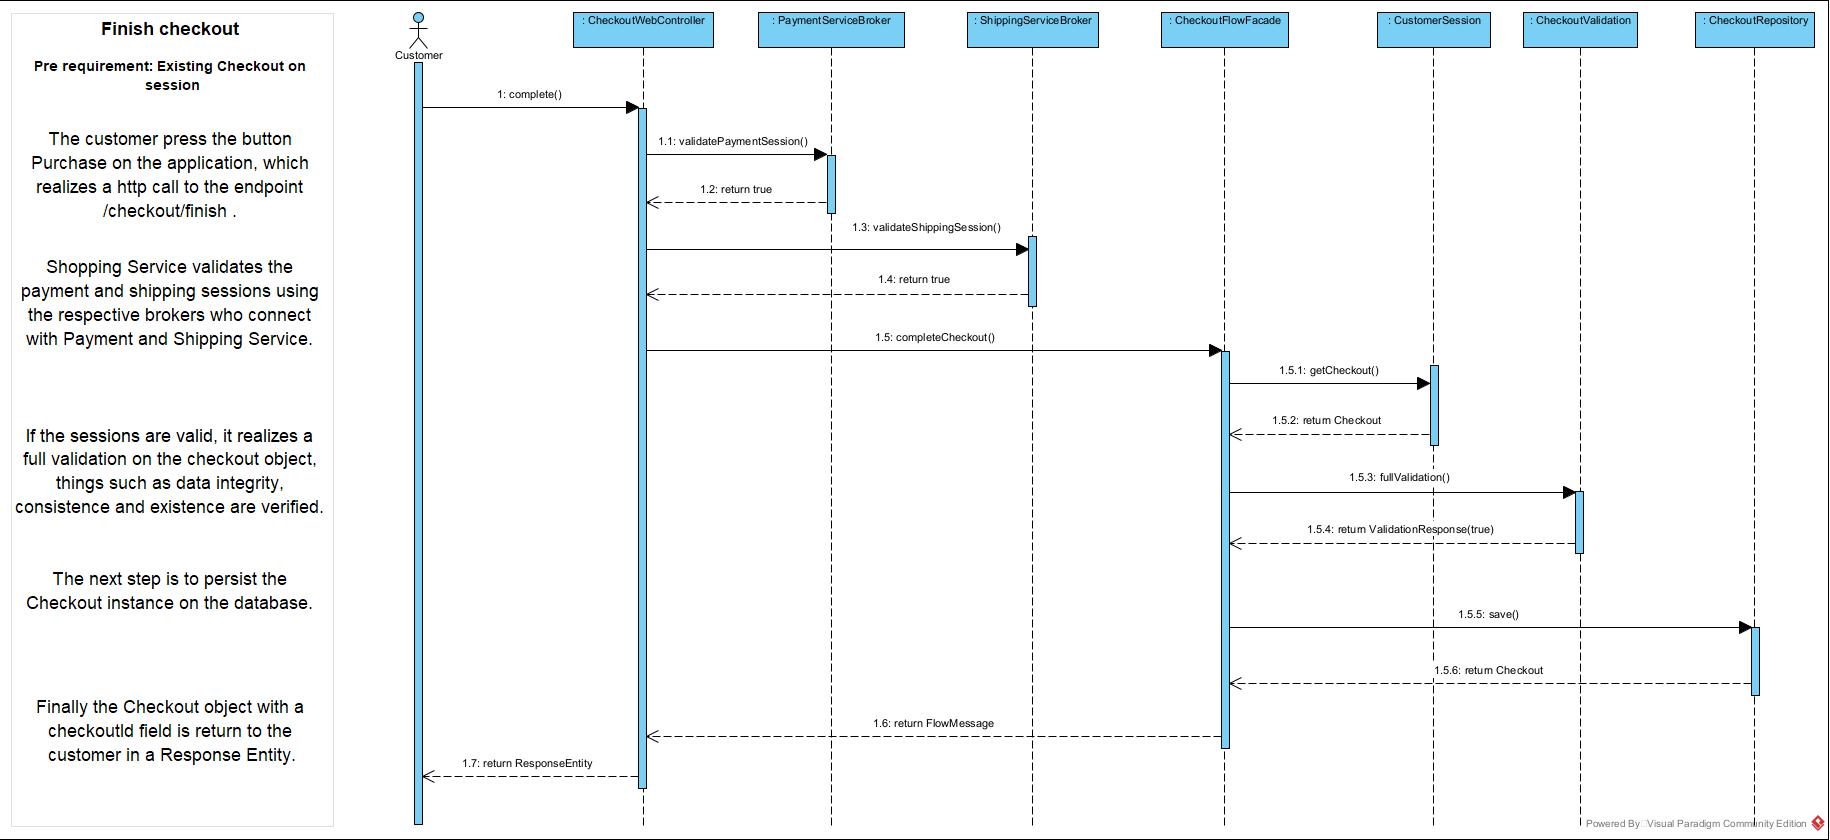 Finish checkout
Pre requirement: Existing Checkout on
session
The customer press the button
Purchase on the application, which
realizes a http call to the endpoint
/checkout/finish .
Shopping Service validates the
payment and shipping sessions using
the respective brokers who connect
with Payment and Shipping Service.
If the sessions are valid, it realizes a
full validation on the checkout object,
things such as data integrity,
consistence and existence are verified.
The next step is to persist the
Checkout instance on the database.
Finally the Checkout object with a
checkoutId field is return to the
customer in a Response Entity.
Customer
: CheckoutWebController
: PaymentServiceBroker
: ShippingServiceBroker
: CheckoutFlowFacade
: CustomerSession
: CheckoutValidation
: CheckoutRepository
1: complete()
1.1: validatePaymentSession()
1.2: return true
1.3: validateShippingSession()
1.4: return true
1.5: completeCheckout()
1.5.1: getCheckout()
1.5.2: return Checkout
1.5.3: fullValidation()
1.5.4: return ValidationResponse(true)
1.5.5: save()
1.5.6: return Checkout
1.6: return FlowMessage
1.7: return ResponseEntity
Powered By Visual Paradigm Community Edition